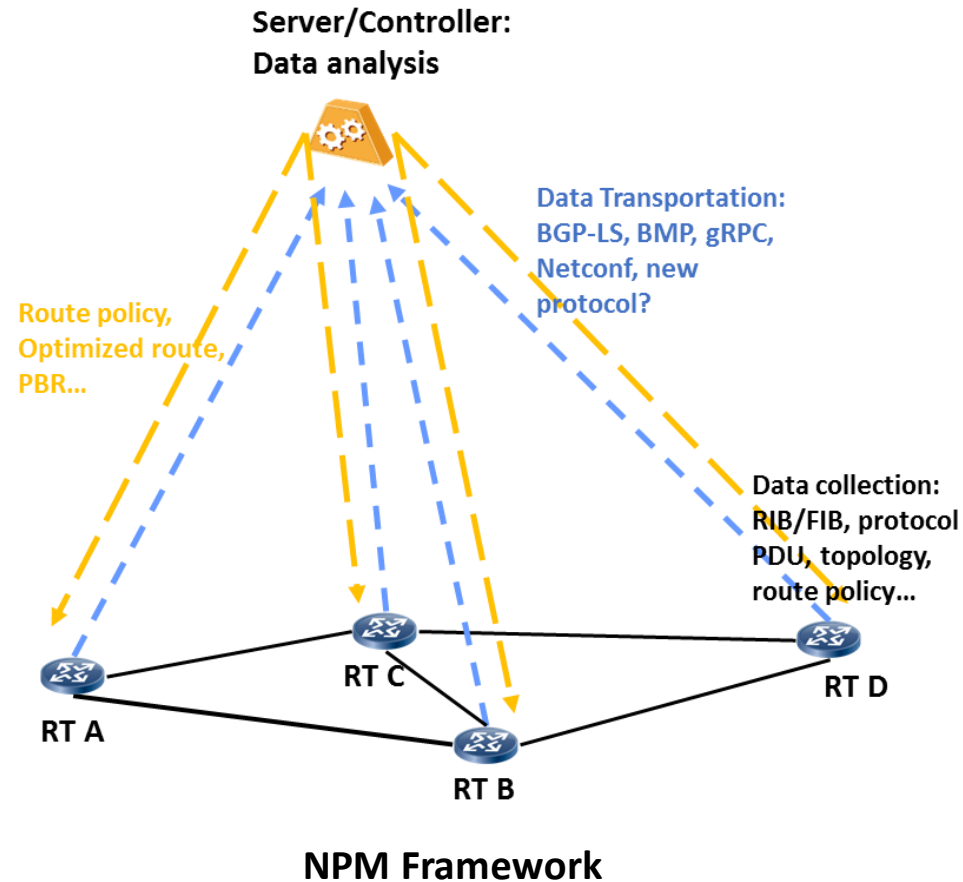 Server/Controller:
Data analysis
Data Transportation:
BGP-LS, BMP, gRPC,
Netconf, new
protocol?
Route policy,
Optimized route,
PBR...
Data collection:
RIB/FIB, protocol
PDU, topology,
route policy...
RT C
RT A
RT D
RT B
NPM Framework